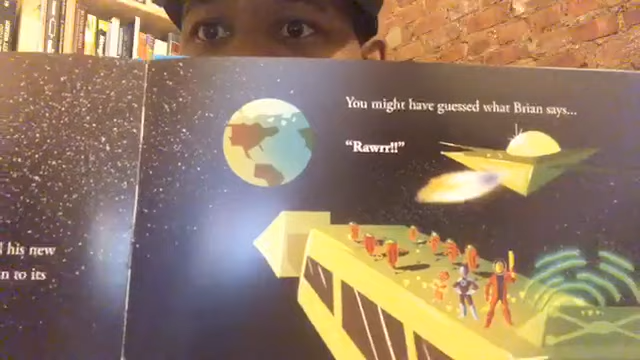 his new
n to its
You might have guessed what Brian says...
“Rawrr!!”